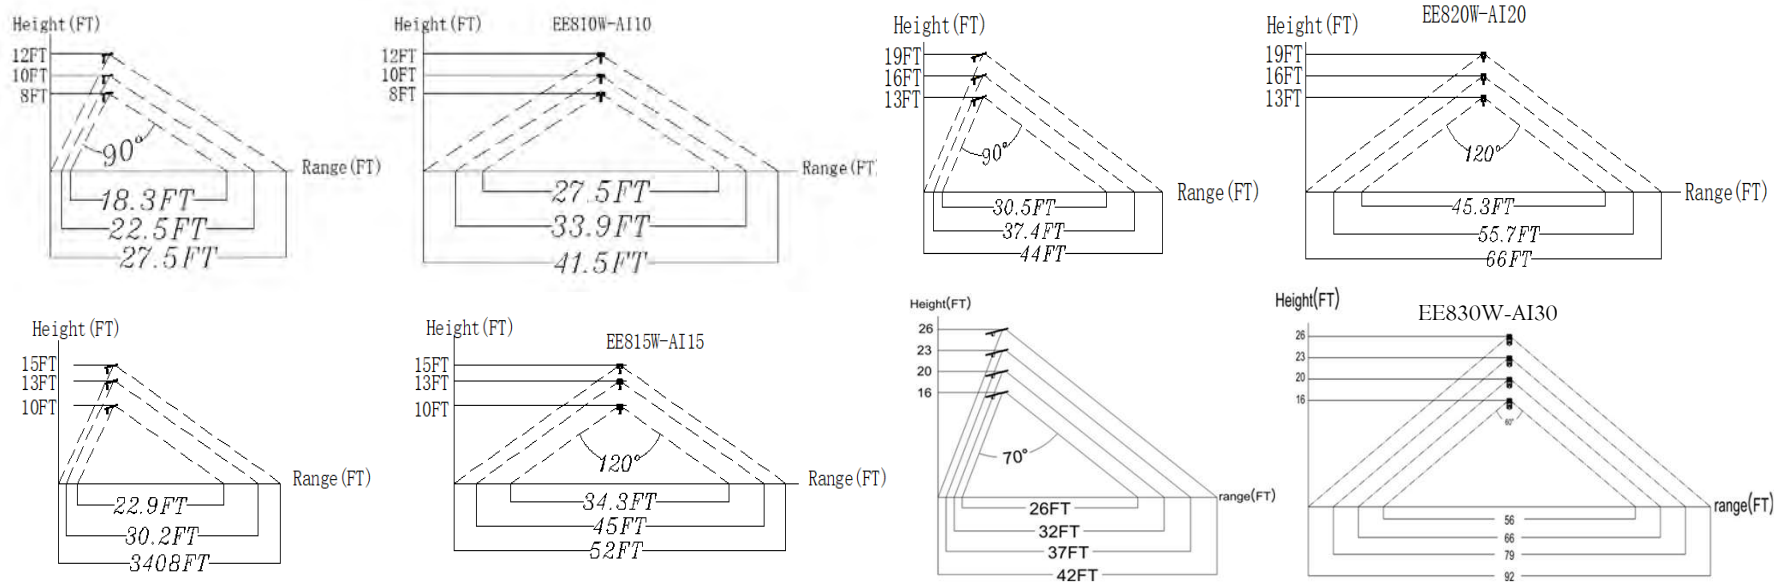 Height(FT)
12FT
10FT
8FT
90°
Range(FT)
18.3FT
22.5FT
27.5FT
Height(FT)
EE810W-AI10
12FT
10FT
8FT
Range(FT)
27.5FT
33.9FT
41.5FT
Height(FT)
19FT
16FT
13FT
90°
Range(FT)
30.5FT
37.4FT
44FT
EE820W-AI20
Height(FT)
19FT
16FT
13FT
120°
Range(FT)
45.3FT
55.7FT
66FT
Height(FT)
15FT
13FT
10FT
Range(FT)
22.9FT
30.2FT
3408FT
Height(FT)
EE815W-AI15
15FT
13FT
10FT
120°
Range(FT)
34.3FT
45FT
52FT
Height(FT)
26
23
20
16
70°
range(FT)
26FT
32FT
37FT
42FT
Height(FT)
EE830W-AI30
26
23
20
16
60°
range(FT)
56
66
79
92